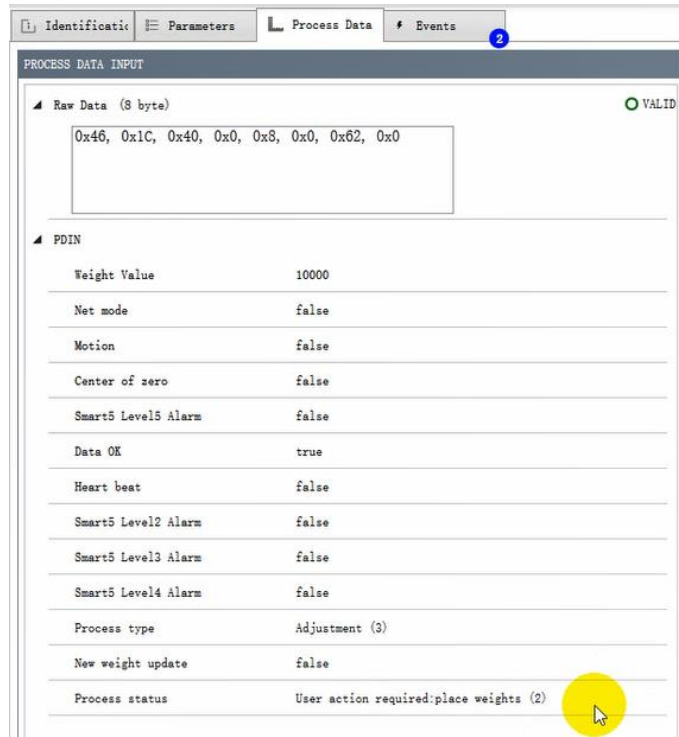 Identificatio Parameters Process Data Events
2
PROCESS DATA INPUT
Raw Data (8 byte) VALID
0x46, 0x1C, 0x40, 0x0, 0x8, 0x0, 0x62, 0x0
PDIN
Weight Value 10000
Net mode false
Motion false
Center of zero false
Smart5 Level5 Alarm false
Data OK true
Heart beat false
Smart5 Level2 Alarm false
Smart5 Level3 Alarm false
Smart5 Level4 Alarm false
Process type Adjustment (3)
New weight update false
Process status User action required:place weights (2)